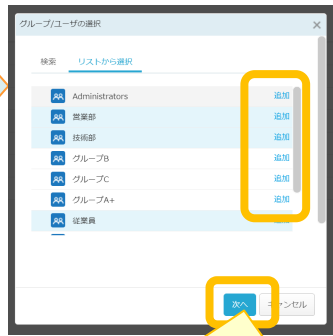 グループ/ユーザの選択
検索 リストから選択
Administrators 追加
営業部 追加
技術部 追加
グループB 追加
グループC 追加
グループA+ 追加
従業員 追加
次へ キャンセル